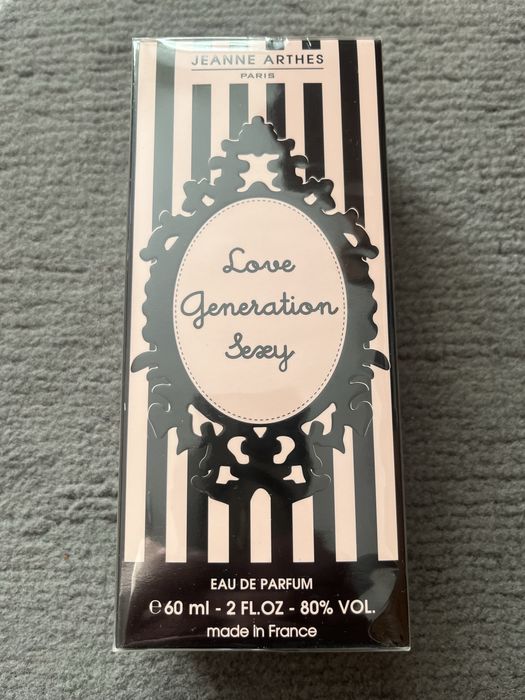 JEANNE ARTHES
PARIS
Love
Generation
Sexy
EAU DE PARFUM
℮60 ml - 2 FL.OZ - 80% VOL.
made in France